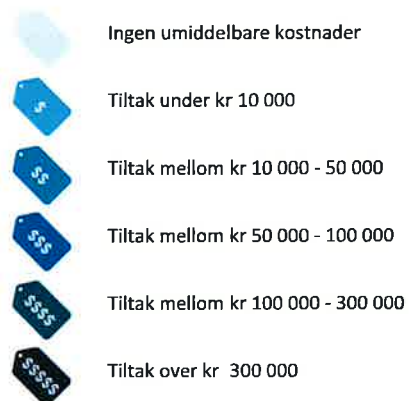 Ingen umiddelbare kostnader
$ Tiltak under kr 10 000
$$ Tiltak mellom kr 10 000 - 50 000
$$$ Tiltak mellom kr 50 000 - 100 000
$$$$ Tiltak mellom kr 100 000 - 300 000
$$$$$ Tiltak over kr 300 000